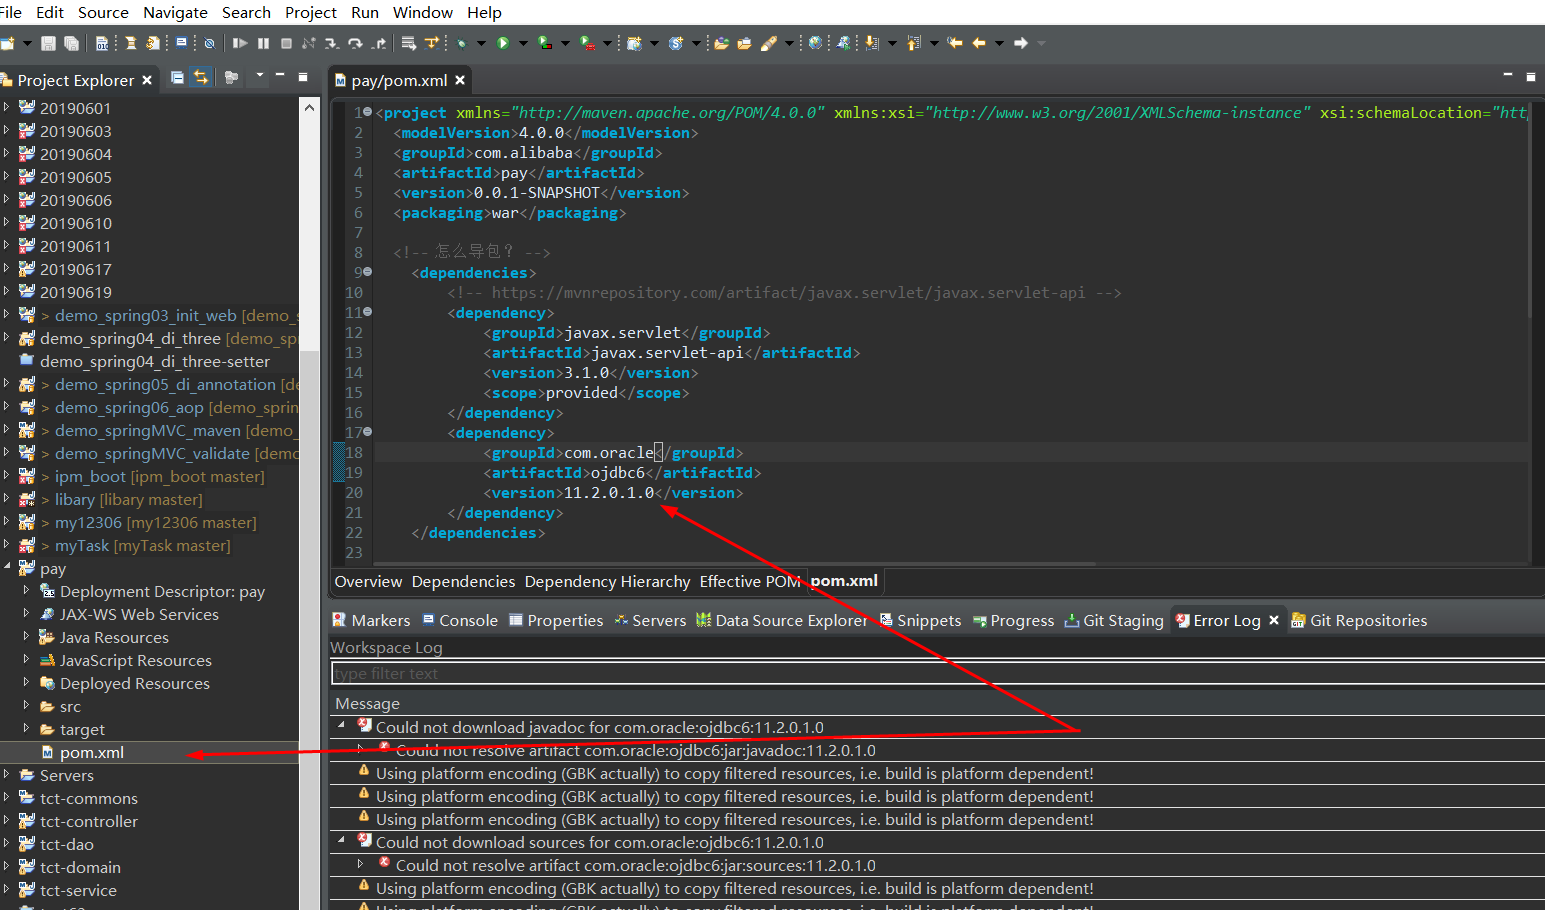 File Edit Source Navigate Search Project Run Window Help
Project Explorer
20190601
20190603
20190604
20190605
20190606
20190610
20190611
20190617
20190619
> demo_spring03_init_web [demo_s
demo_spring04_di_three [demo_spr
demo_spring04_di_three-setter
> demo_spring05_di_annotation [de
> demo_spring06_aop [demo_sprin
> demo_springMVC_maven [demo_
> demo_springMVC_validate [demo
> ipm_boot [ipm_boot master]
> libary [libary master]
> my12306 [my12306 master]
> myTask [myTask master]
pay
Deployment Descriptor: pay
JAX-WS Web Services
Java Resources
JavaScript Resources
Deployed Resources
src
target
pom.xml
Servers
tct-commons
tct-controller
tct-dao
tct-domain
tct-service
pay/pom.xml
1 <project xmlns="http://maven.apache.org/POM/4.0.0" xmlns:xsi="http://www.w3.org/2001/XMLSchema-instance" xsi:schemaLocation="htt
2 <modelVersion>4.0.0</modelVersion>
3 <groupId>com.alibaba</groupId>
4 <artifactId>pay</artifactId>
5 <version>0.0.1-SNAPSHOT</version>
6 <packaging>war</packaging>
7
8 <!-- 怎么导包？ -->
9 <dependencies>
10 <!-- https://mvnrepository.com/artifact/javax.servlet/javax.servlet-api -->
11 <dependency>
12 <groupId>javax.servlet</groupId>
13 <artifactId>javax.servlet-api</artifactId>
14 <version>3.1.0</version>
15 <scope>provided</scope>
16 </dependency>
17 <dependency>
18 <groupId>com.oracle</groupId>
19 <artifactId>ojdbc6</artifactId>
20 <version>11.2.0.1.0</version>
21 </dependency>
22 </dependencies>
23
Overview Dependencies Dependency Hierarchy Effective POM pom.xml
Markers Console Properties Servers Data Source Explorer Snippets Progress Git Staging Error Log Git Repositories
Workspace Log
type filter text
Message
Could not download javadoc for com.oracle:ojdbc6:11.2.0.1.0
Could not resolve artifact com.oracle:ojdbc6:jar:javadoc:11.2.0.1.0
Using platform encoding (GBK actually) to copy filtered resources, i.e. build is platform dependent!
Using platform encoding (GBK actually) to copy filtered resources, i.e. build is platform dependent!
Using platform encoding (GBK actually) to copy filtered resources, i.e. build is platform dependent!
Could not download sources for com.oracle:ojdbc6:11.2.0.1.0
Could not resolve artifact com.oracle:ojdbc6:jar:sources:11.2.0.1.0
Using platform encoding (GBK actually) to copy filtered resources, i.e. build is platform dependent!
Using platform encoding (GBK actually) to copy filtered resources, i.e. build is platform dependent!